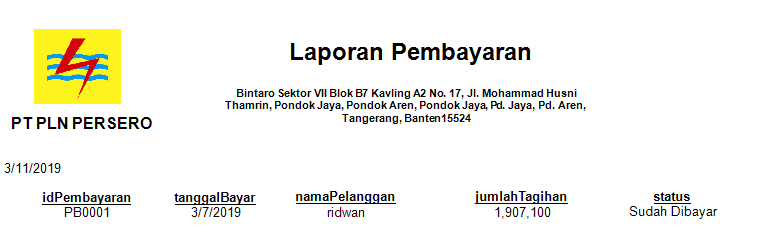 Laporan Pembayaran
Bintaro Sektor VII Blok B7 Kavling A2 No. 17, Jl. Mohammad Husni
Thamrin, Pondok Jaya, Pondok Aren, Pondok Jaya, Pd. Jaya, Pd. Aren,
Tangerang, Banten15524
PT PLN PERSERO
3/11/2019
idPembayaran tanggalBayar namaPelanggan jumlahTagihan status
PB0001 3/7/2019 ridwan 1,907,100 Sudah Dibayar